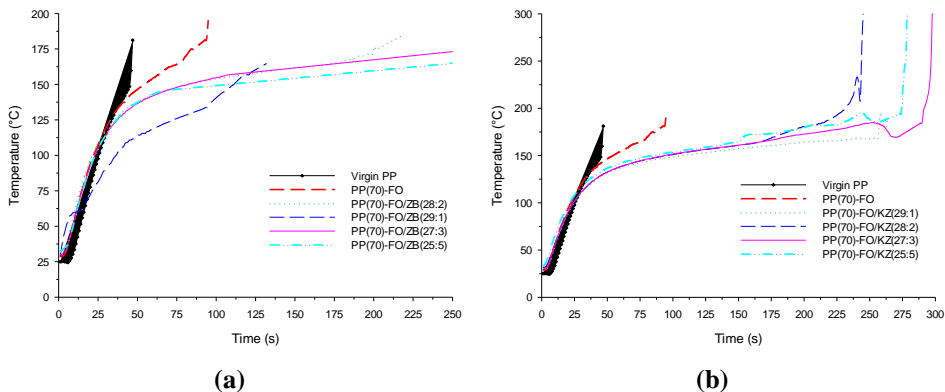 Temperature (°C)
200
175
150
125
100
75
50
25
0
Virgin PP
PP(70)-FO
PP(70)-FO/ZB(28:2)
PP(70)-FO/ZB(29:1)
PP(70)-FO/ZB(27:3)
PP(70)-FO/ZB(25:5)
0 25 50 75 100 125 150 175 200 225 250
Time (s)
(a)
Temperature (°C)
300
250
200
150
100
50
0
Virgin PP
PP(70)-FO
PP(70)-FO/KZ(29:1)
PP(70)-FO/KZ(28:2)
PP(70)-FO/KZ(27:3)
PP(70)-FO/KZ(25:5)
0 25 50 75 100 125 150 175 200 225 250 275 300
Time (s)
(b)